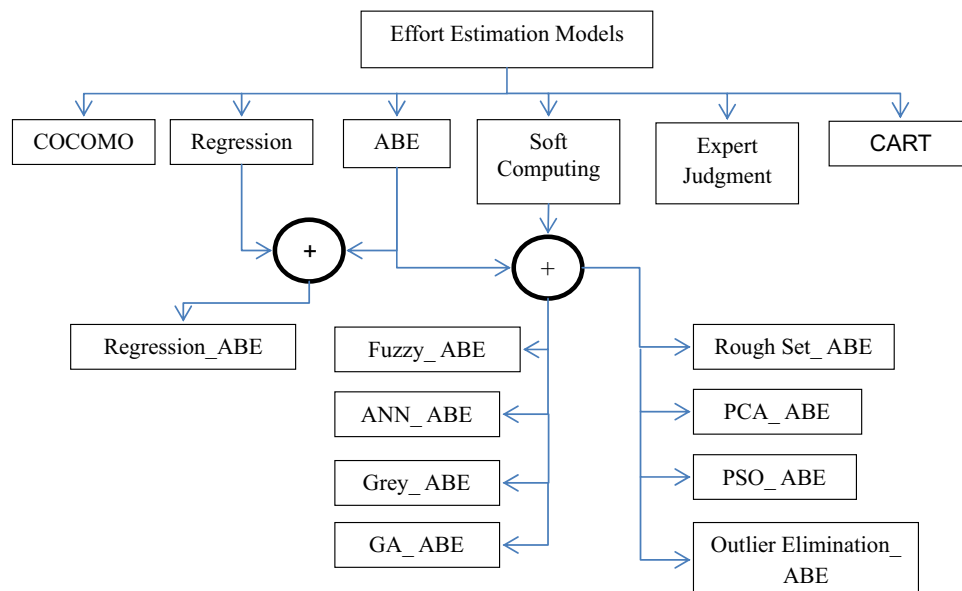 Effort Estimation Models
COCOMO
Regression
ABE
Soft
Computing
Expert
Judgment
CART
+
+
Regression_ABE
Fuzzy_ ABE
Rough Set_ ABE
ANN_ ABE
PCA_ ABE
Grey_ ABE
PSO_ ABE
GA_ ABE
Outlier Elimination_
ABE